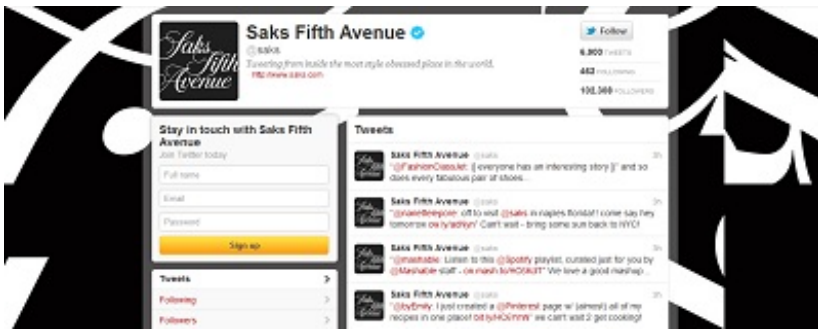 Saks
Fifth
Avenue
Saks Fifth Avenue
@saks
Tweeting from inside the most style obsessed place in the world.
http://www.saks.com
Follow
TWEETS
462 FOLLOWING
FOLLOWERS
Stay in touch with Saks Fifth
Avenue
Join Twitter today
Full name
Email
Password
Sign up
Tweets
Following
Followers
Tweets
Saks Fifth Avenue @saks
everyone has an interesting story }" and so
does every fabulous pair of shoes...
Saks Fifth Avenue @saks
"@nanettelepore: off to visit @saks in naples florida!! come say hey
tomorrow Can't wait - bring some sun back to NYC!
Saks Fifth Avenue @saks
"@mashable: Listen to this @Spotify playlist, curated just for you by
@Mashable staff - We love a good mashup...
Saks Fifth Avenue @saks
"@byEmily: I just created a @Pinterest page w/ (almost) all of my
recipes in one place! we can't wait 2 get cooking!